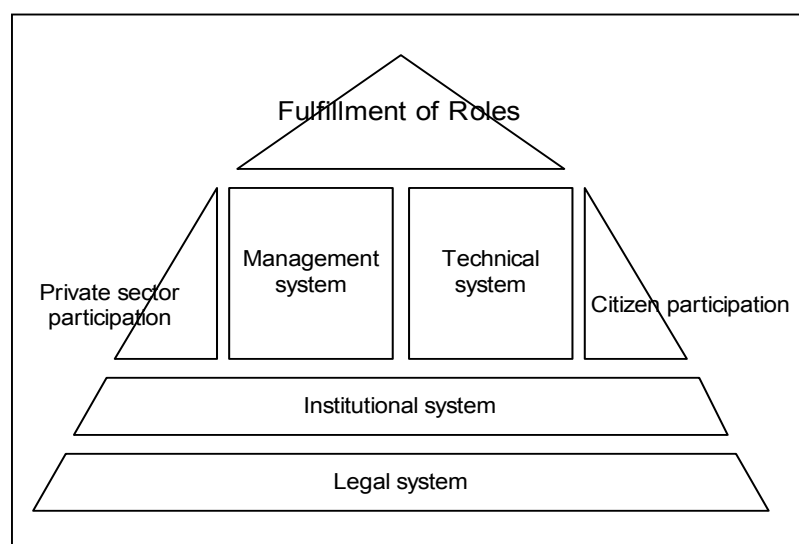 Fulfillment of Roles
Private sector
participation
Management
system
Technical
system
Citizen participation
Institutional system
Legal system